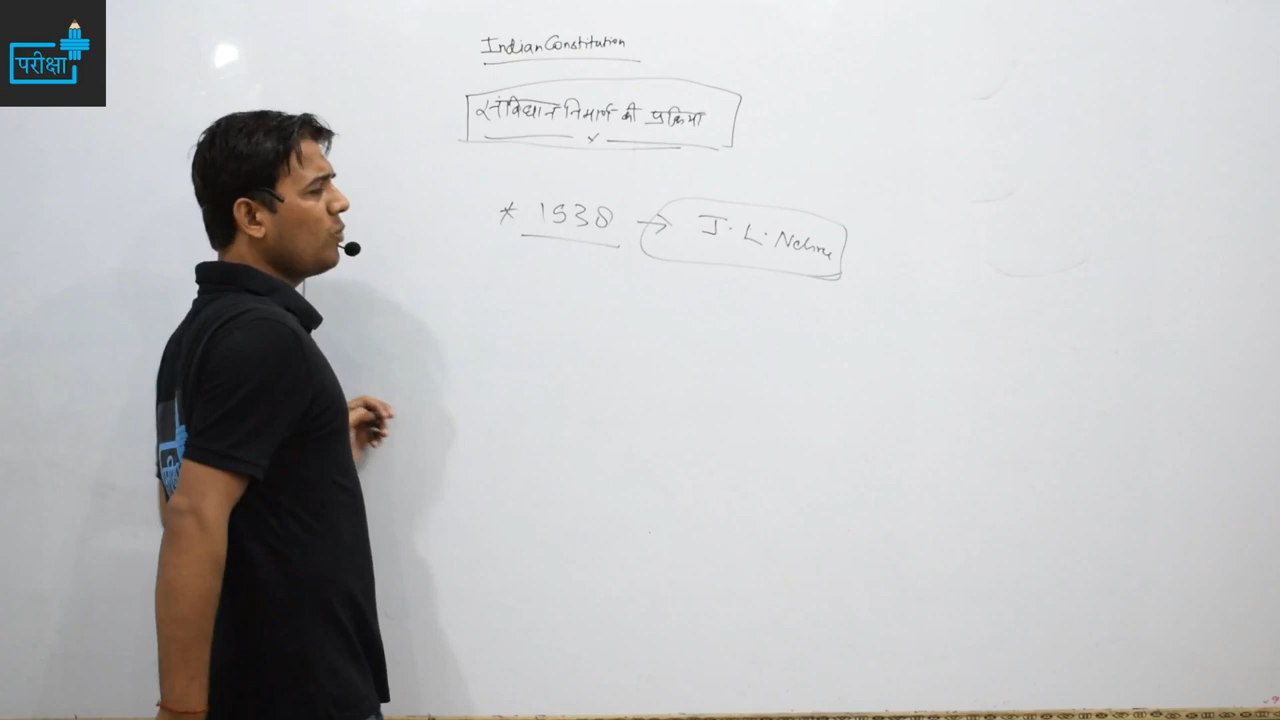 परीक्षा
Indian Constitution
संविधान निमार्ण की प्रक्रिया
* 1938 → J. L. Nehru